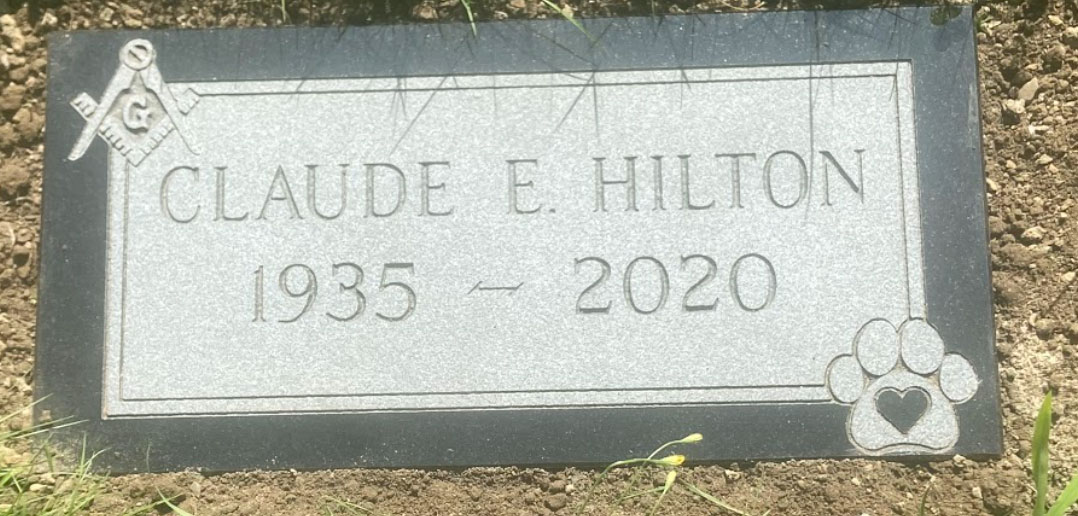 G
CLAUDE E. HILTON
1935 - 2020